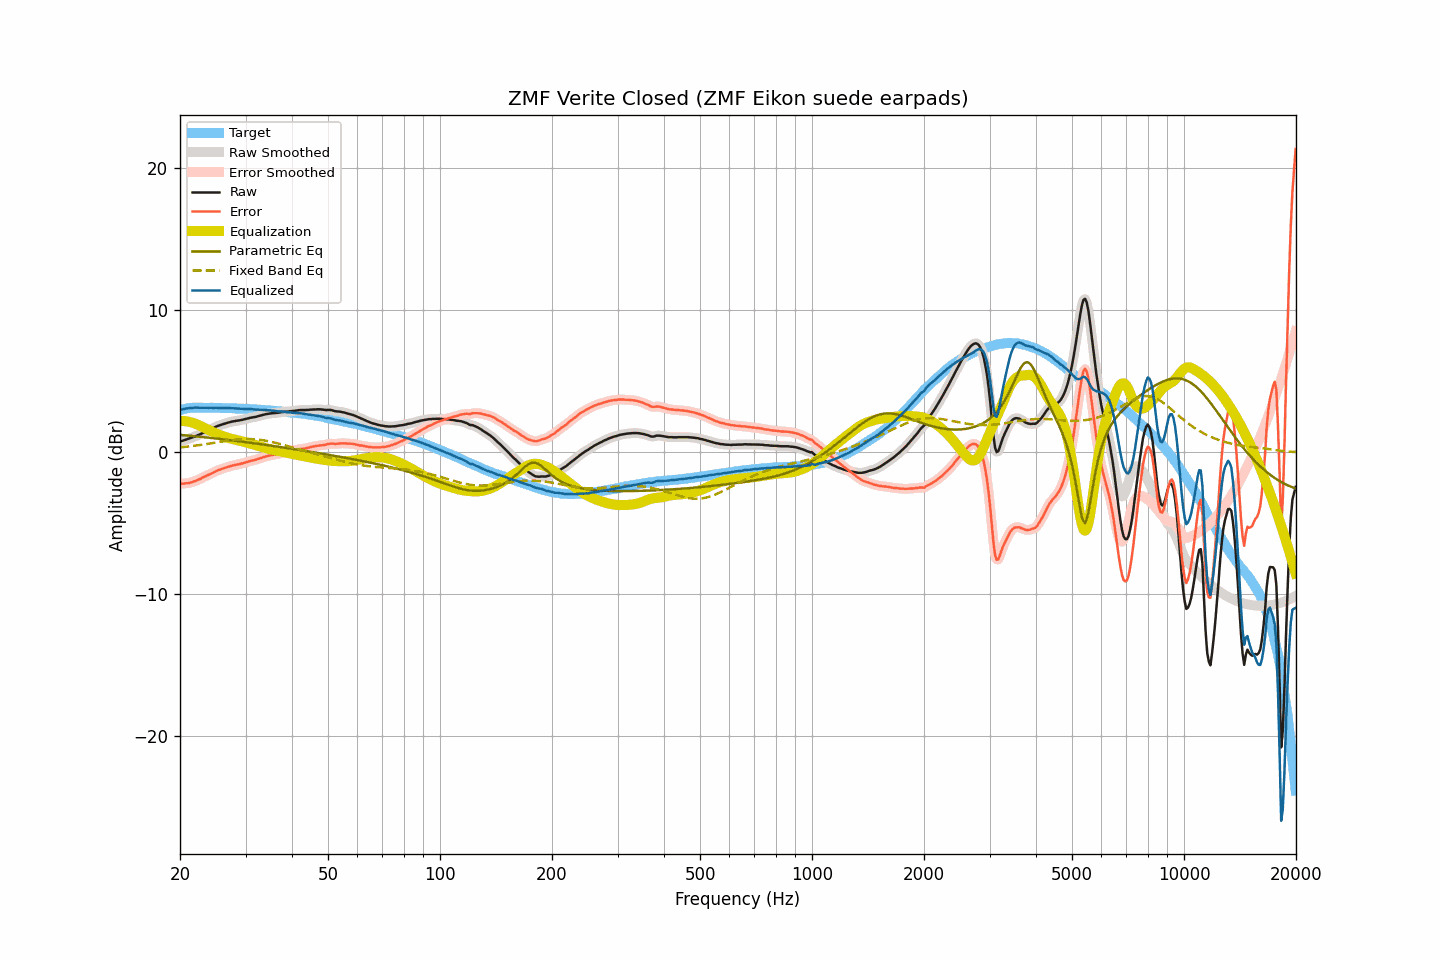 ZMF Verite Closed (ZMF Eikon suede earpads)
Target
Raw Smoothed
Error Smoothed
Raw
Error
Equalization
Parametric Eq
Fixed Band Eq
Equalized
20
10
0
−10
−20
Amplitude (dBr)
20 50 100 200 500 1000 2000 5000 10000 20000
Frequency (Hz)